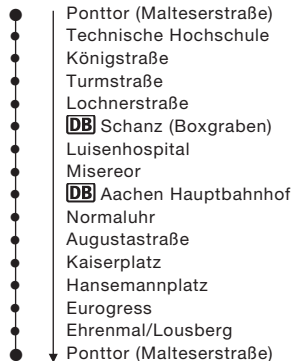 Ponttor (Malteserstraße)
Technische Hochschule
Königstraße
Turmstraße
Lochnerstraße
DB Schanz (Boxgraben)
Luisenhospital
Misereor
DB Aachen Hauptbahnhof
Normaluhr
Augustastraße
Kaiserplatz
Hansemannplatz
Eurogress
Ehrenmal/Lousberg
Ponttor (Malteserstraße)